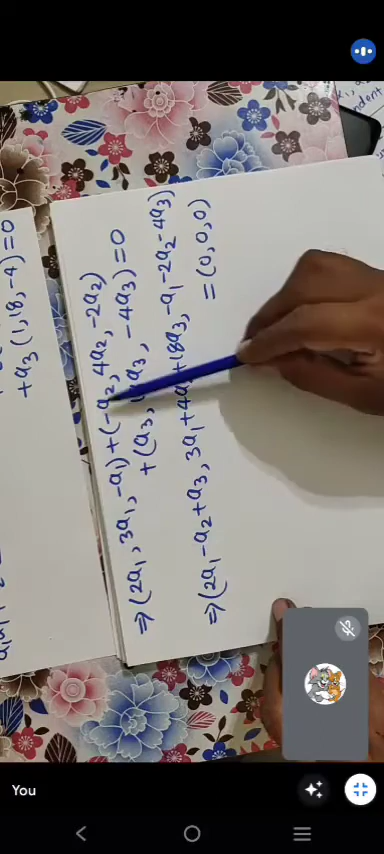 + a₃ (1, 18, -4) = 0
⇒ (2a₁, 3a₁, -a₁) + (-a₂, 4a₂, -2a₂)
+ (a₃, a₃, -4a₃) = 0
⇒ (2a₁ - a₂ + a₃, 3a₁ + 4a₂ + 18a₃, -a₁ - 2a₂ - 4a₃)
= (0, 0, 0)
You